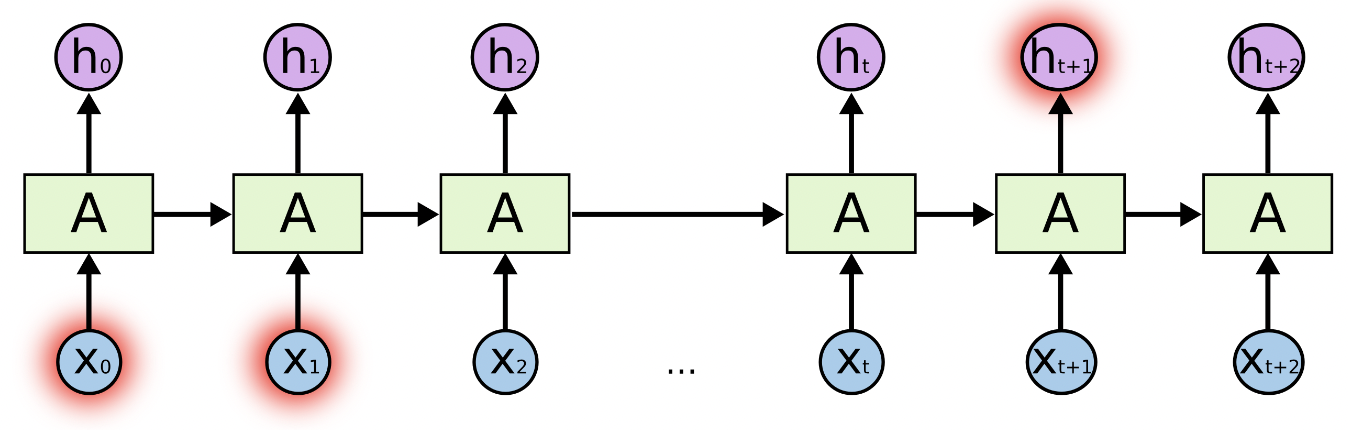 h₀ h₁ h₂ hₜ hₜ₊₁ hₜ₊₂
A A A A A A
x₀ x₁ x₂ ... xₜ xₜ₊₁ xₜ₊₂